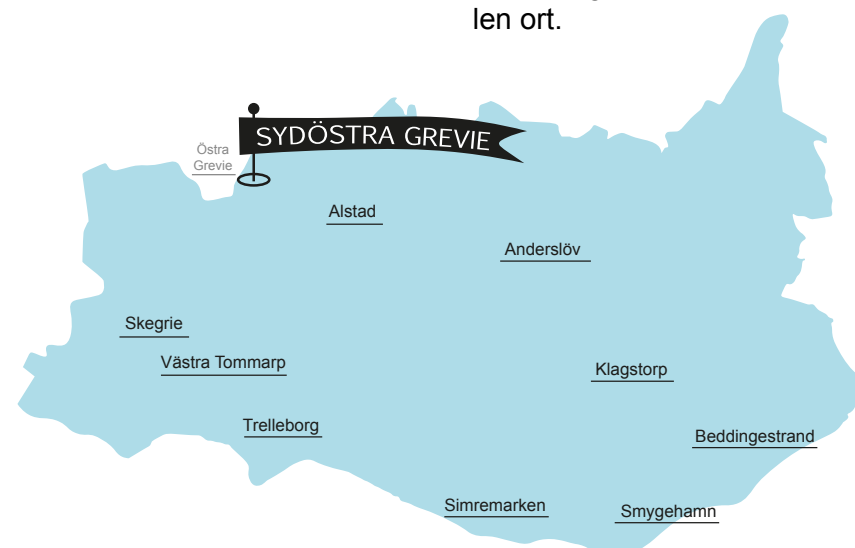 len ort.
SYDÖSTRA GREVIE
Östra
Grevie
Alstad
Anderslöv
Skegrie
Västra Tommarp
Klagstorp
Trelleborg
Beddingestrand
Simremarken
Smygehamn